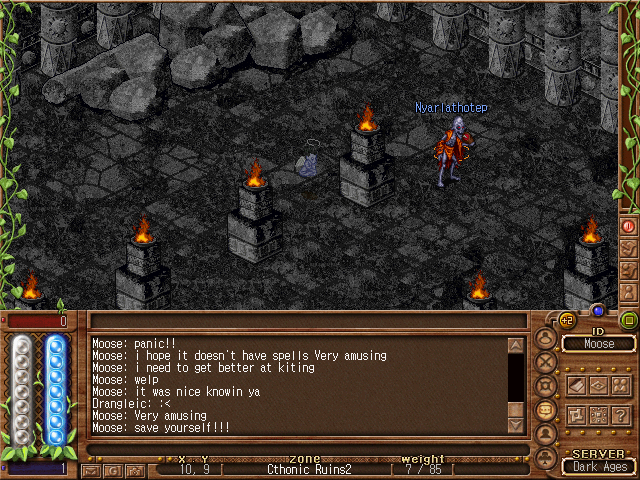 Nyarlathotep
0
+2
ID
Moose
Moose: panic!!
Moose: i hope it doesn't have spells Very amusing
Moose: i need to get better at kiting
Moose: welp
Moose: it was nice knowin ya
Drangleic: :<
Moose: Very amusing
Moose: save yourself!!!
?
x Y zone weight
SERVER
1
G
10, 9 Cthonic Ruins2 7 / 85
Dark Ages